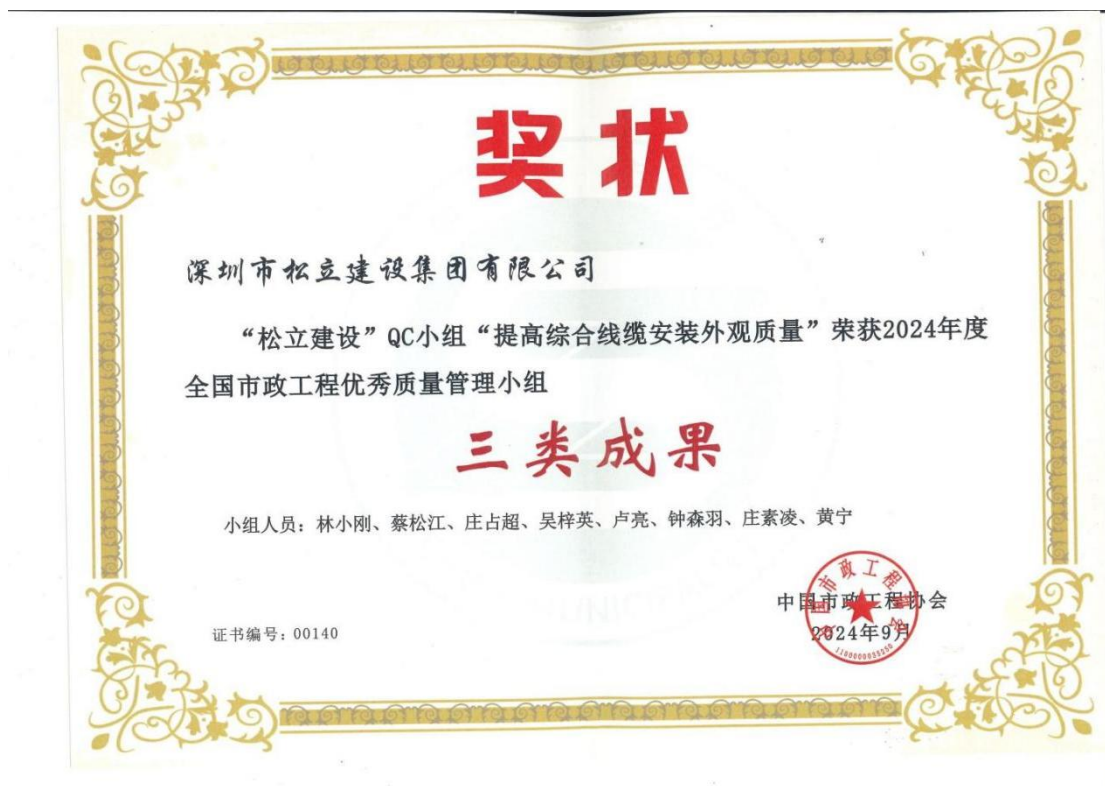 奖状
深圳市松立建设集团有限公司
“松立建设”QC小组“提高综合线缆安装外观质量”荣获2024年度
全国市政工程优秀质量管理小组
三类成果
小组人员：林小刚、蔡松江、庄占超、吴梓英、卢亮、钟森羽、庄素凌、黄宁
中国市政工程协会
2024年9月
证书编号：00140